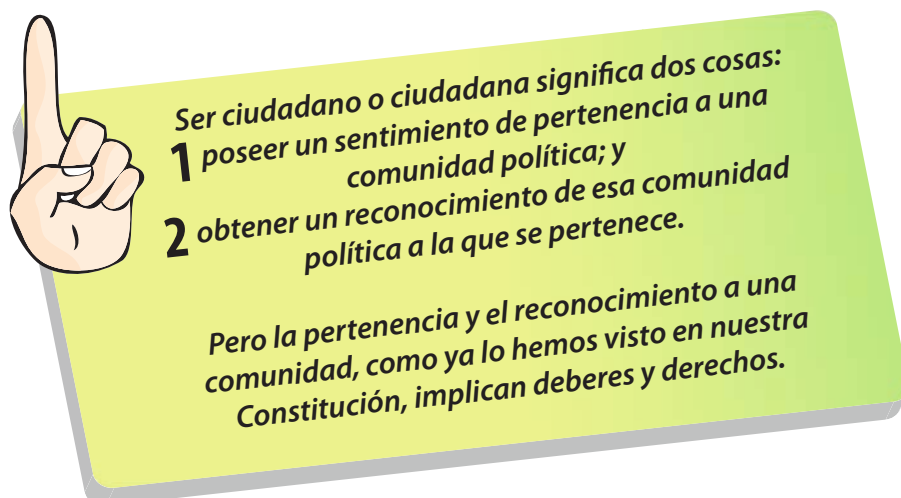 Ser ciudadano o ciudadana significa dos cosas:
1 poseer un sentimiento de pertenencia a una
comunidad política; y
2 obtener un reconocimiento de esa comunidad
política a la que se pertenece.
Pero la pertenencia y el reconocimiento a una
comunidad, como ya lo hemos visto en nuestra
Constitución, implican deberes y derechos.